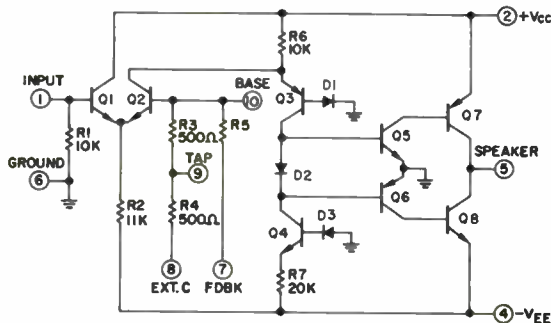 2 +VCC
R6
10K
INPUT
BASE
D1
1
Q1
Q2
10
Q3
Q7
R3
500Ω
R5
Q5
R1
10K
TAP
9
SPEAKER
GROUND
D2
5
6
R4
500Ω
Q6
R2
11K
D3
Q8
Q4
8
7
R7
20K
EXT. C
FDBK
4 -VEE